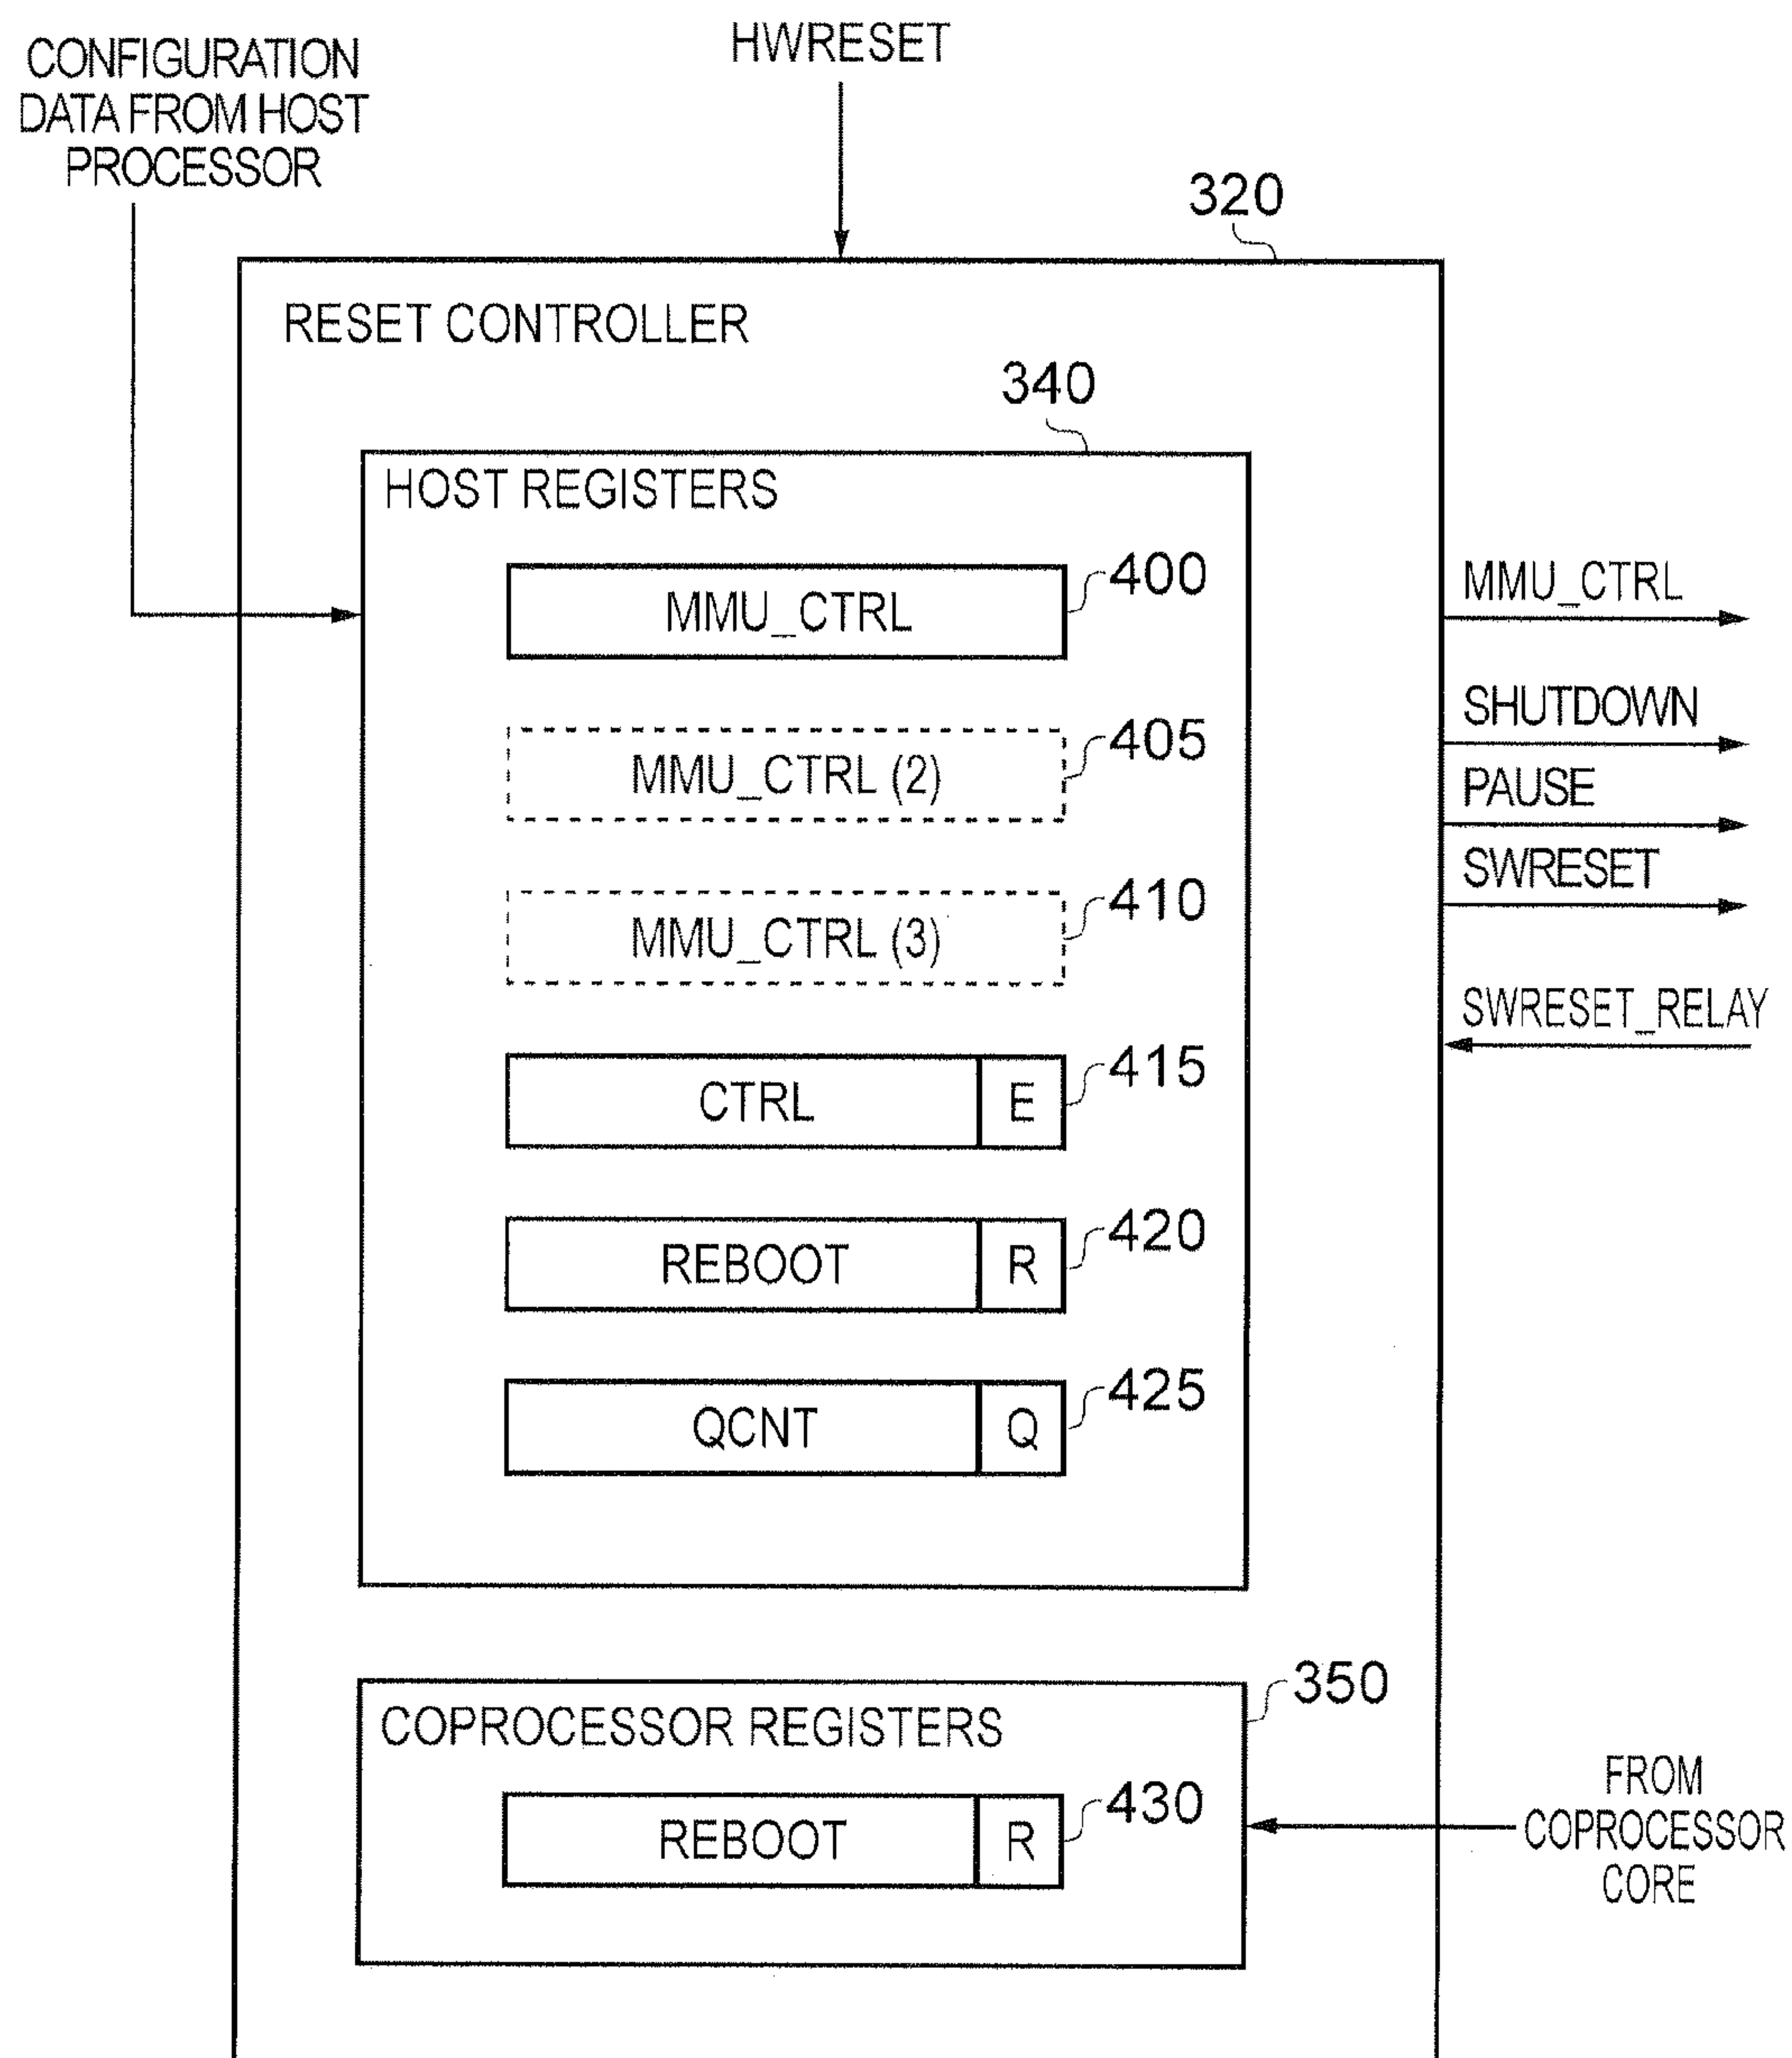 CONFIGURATION
DATA FROM HOST
PROCESSOR
HWRESET
320
RESET CONTROLLER
340
HOST REGISTERS
MMU_CTRL
400
MMU_CTRL (2)
405
MMU_CTRL (3)
410
CTRL
E
415
REBOOT
R
420
QCNT
Q
425
MMU_CTRL
SHUTDOWN
PAUSE
SWRESET
SWRESET_RELAY
350
COPROCESSOR REGISTERS
REBOOT
R
430
FROM
COPROCESSOR
CORE